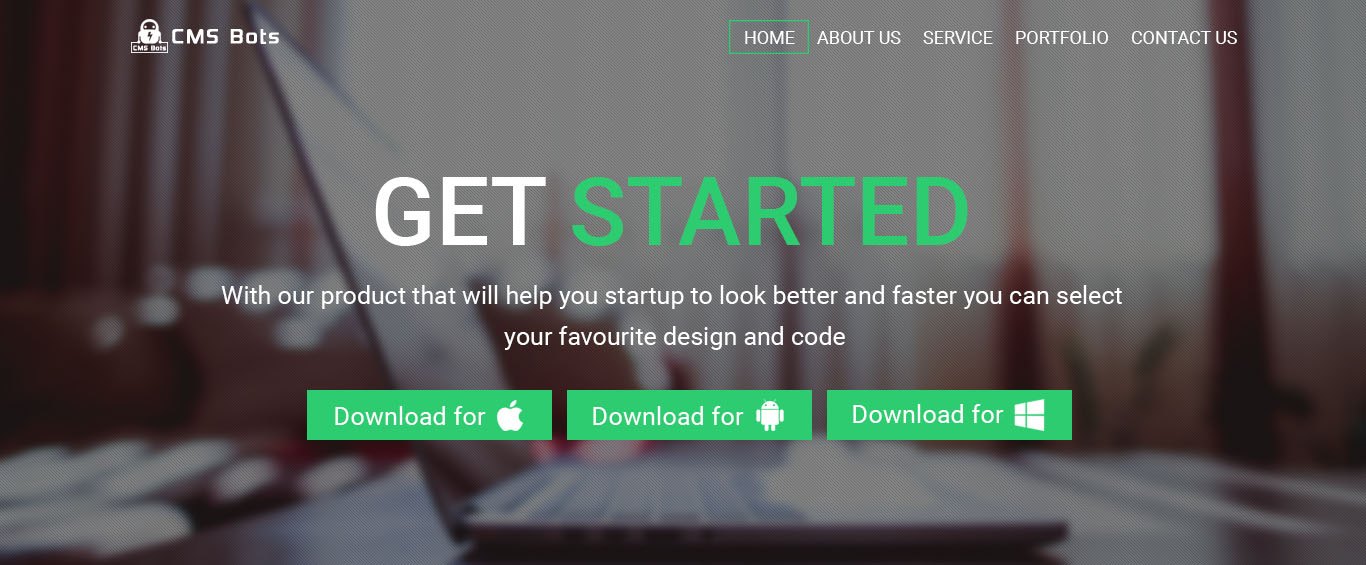 CMS Bots
CMS Bots
HOME
ABOUT US
SERVICE
PORTFOLIO
CONTACT US
GET STARTED
With our product that will help you startup to look better and faster you can select
your favourite design and code
Download for
Download for
Download for